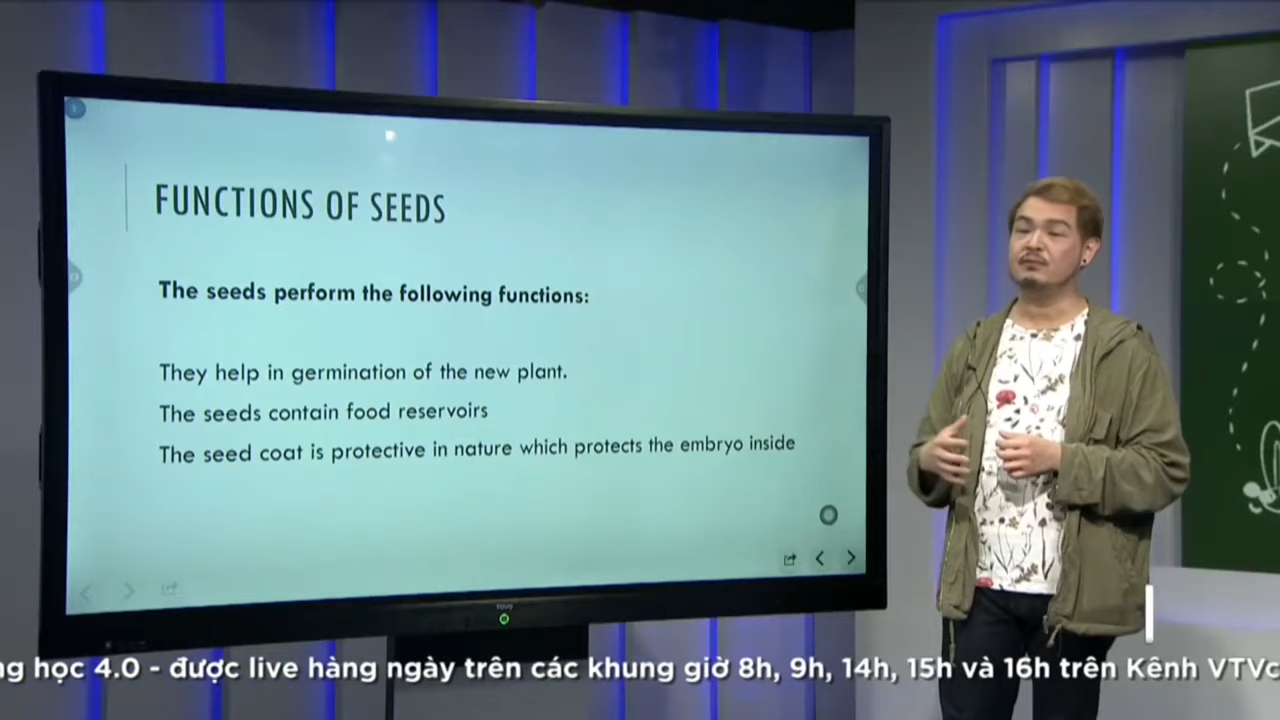 FUNCTIONS OF SEEDS
The seeds perform the following functions:
They help in germination of the new plant.
The seeds contain food reservoirs
The seed coat is protective in nature which protects the embryo inside
ng học 4.0 - được live hàng ngày trên các khung giờ 8h, 9h, 14h, 15h và 16h trên Kênh VTVc